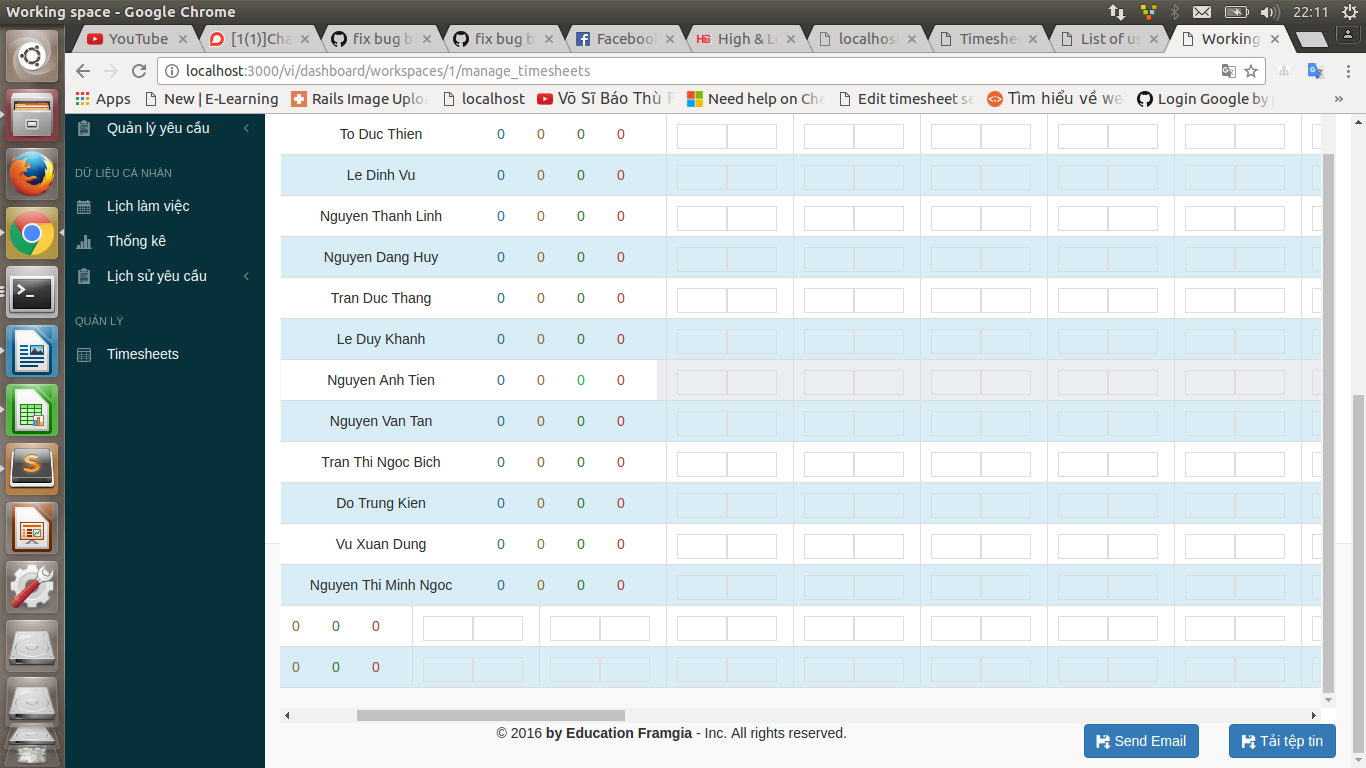 Working space - Google Chrome
22:11
YouTube
[1(1)]Cha
fix bug b
fix bug b
Facebook
High & L
localhos
Timeshe
List of us
Working
localhost:3000/vi/dashboard/workspaces/1/manage_timesheets
Apps
New | E-Learning
Rails Image Uploa
localhost
Võ Sĩ Báo Thù F
Need help on Che
Edit timesheet se
Tìm hiểu về we
Login Google by
»
Quản lý yêu cầu
DỮ LIỆU CÁ NHÂN
Lịch làm việc
Thống kê
Lịch sử yêu cầu
QUẢN LÝ
Timesheets
To Duc Thien 0 0 0 0
Le Dinh Vu 0 0 0 0
Nguyen Thanh Linh 0 0 0 0
Nguyen Dang Huy 0 0 0 0
Tran Duc Thang 0 0 0 0
Le Duy Khanh 0 0 0 0
Nguyen Anh Tien 0 0 0 0
Nguyen Van Tan 0 0 0 0
Tran Thi Ngoc Bich 0 0 0 0
Do Trung Kien 0 0 0 0
Vu Xuan Dung 0 0 0 0
Nguyen Thi Minh Ngoc 0 0 0 0
0 0 0
0 0 0
© 2016 by Education Framgia - Inc. All rights reserved.
Send Email
Tải tệp tin